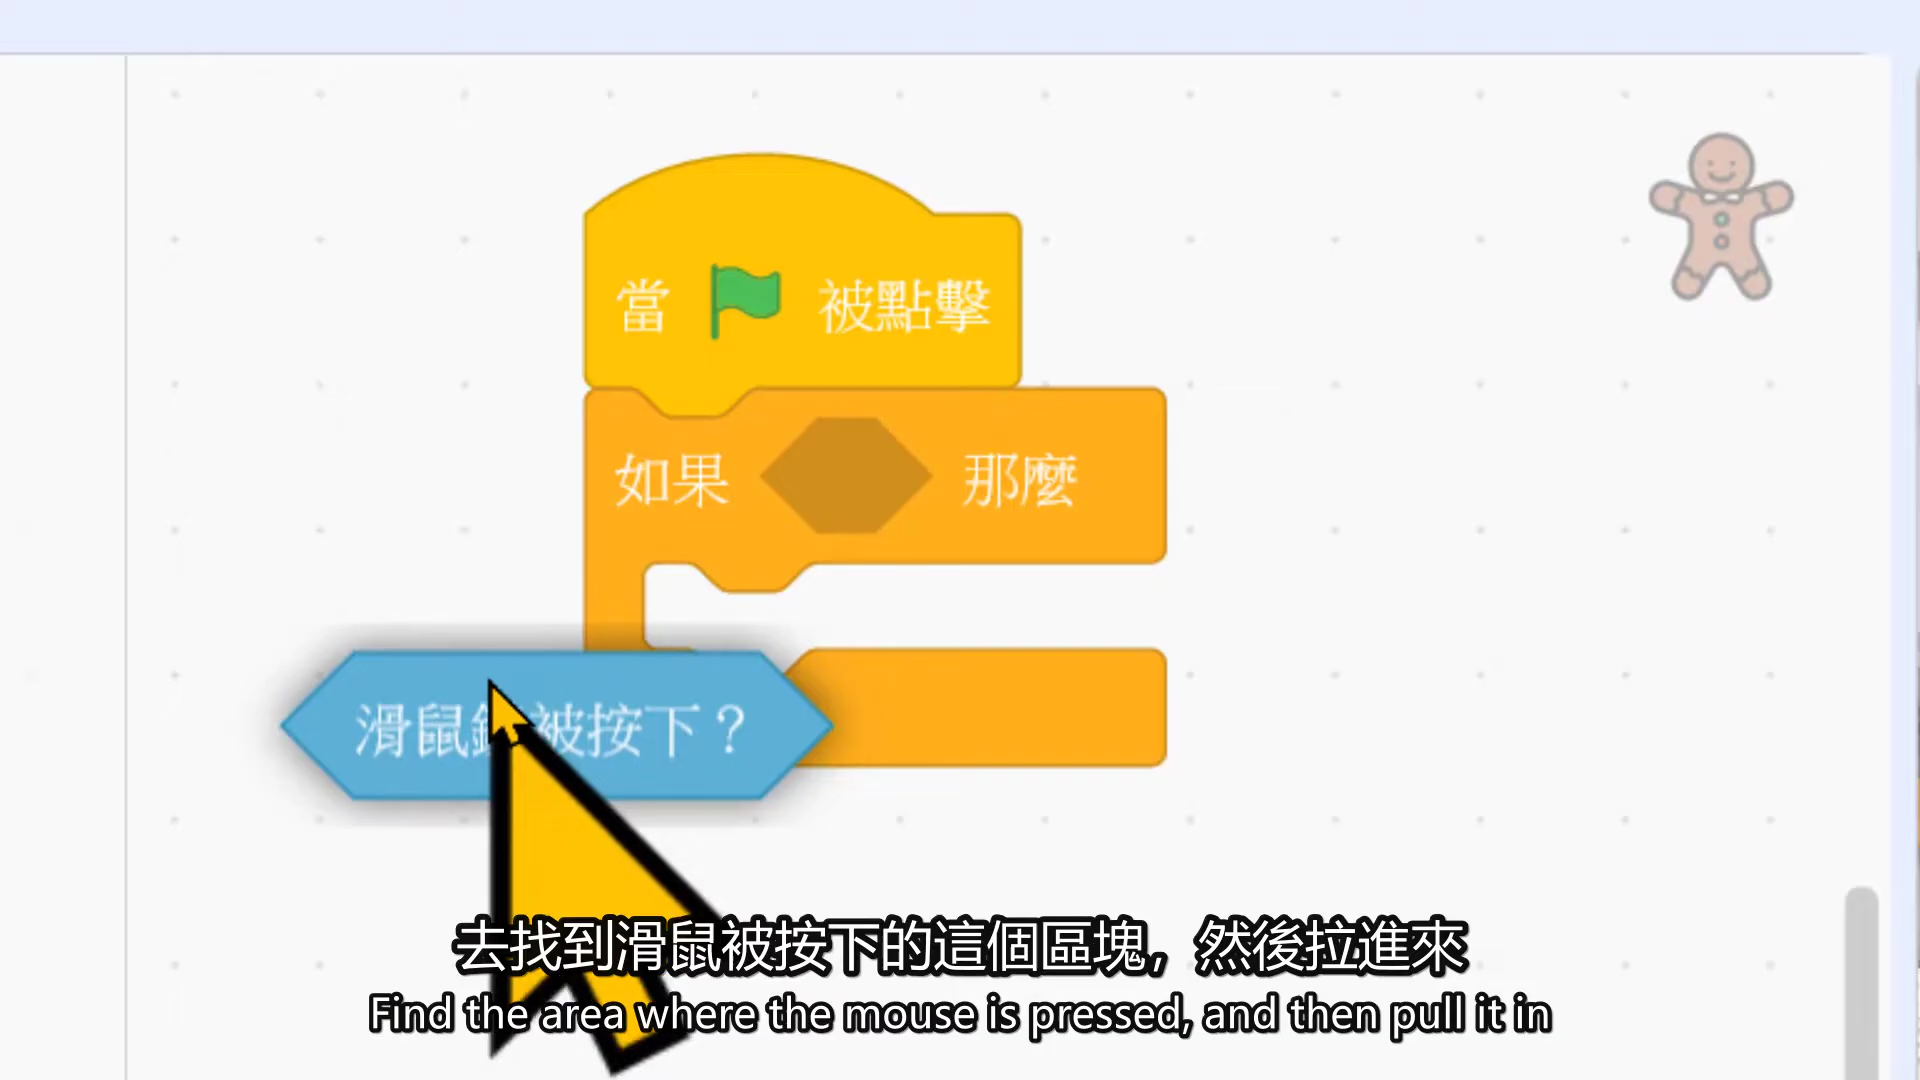 當 被點擊
如果 那麼
滑鼠鍵被按下？
去找到滑鼠被按下的這個區塊，然後拉進來
Find the area where the mouse is pressed, and then pull it in